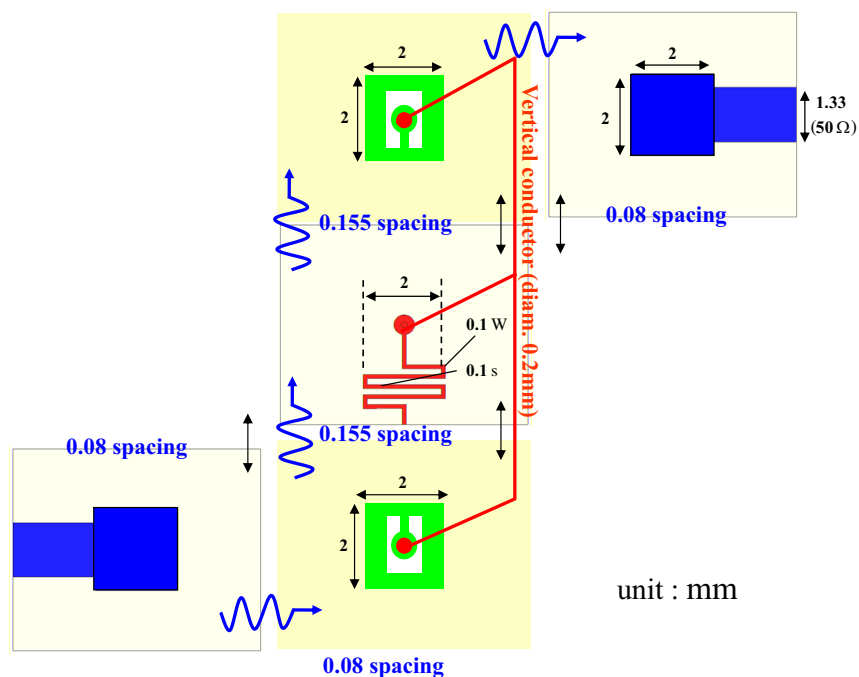 2
2
2
2
1.33
(50 Ω)
Vertical conductor (diam. 0.2mm)
0.155 spacing
0.08 spacing
2
0.1 W
0.1 s
0.155 spacing
0.08 spacing
2
2
unit : mm
0.08 spacing